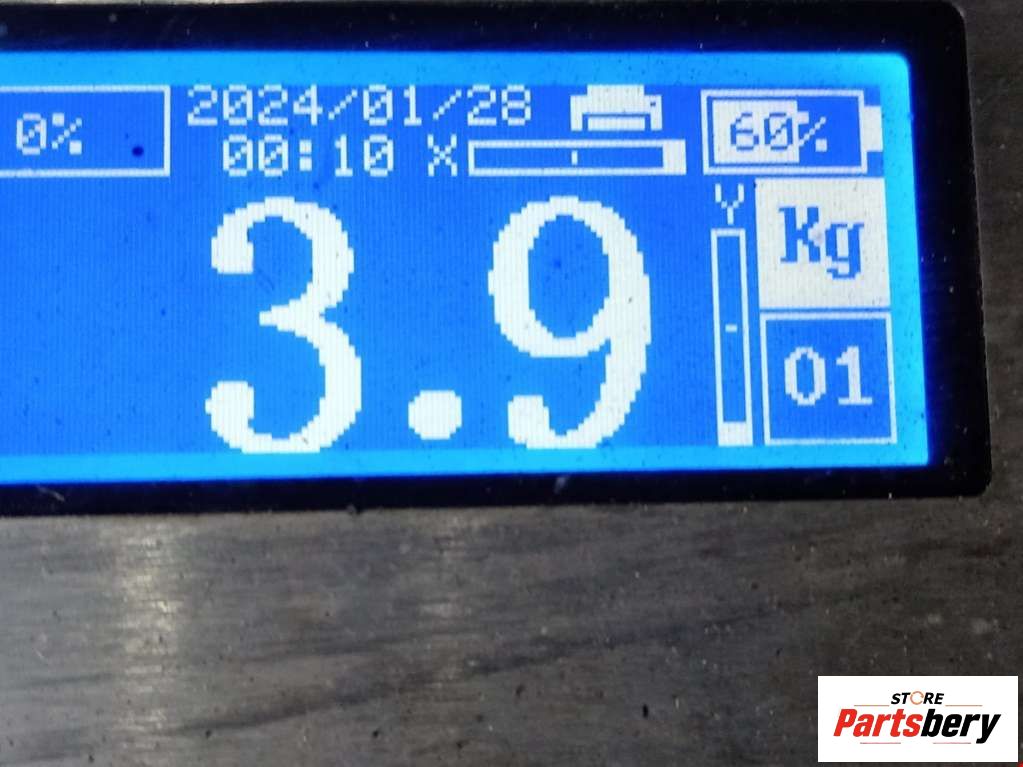 0%
2024/01/28
00:10 X
60%
Y
Kg
3.9
01
STORE
Partsbery